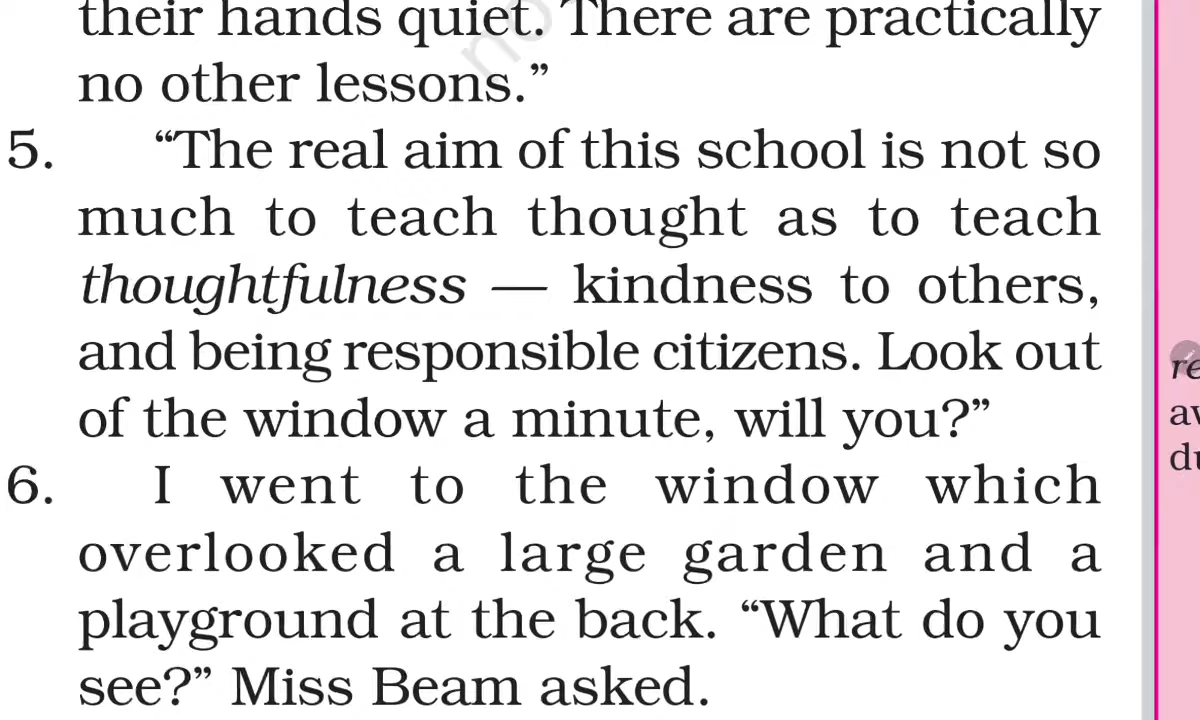 their hands quiet. There are practically
no other lessons.”
5. “The real aim of this school is not so
much to teach thought as to teach
thoughtfulness — kindness to others,
and being responsible citizens. Look out
of the window a minute, will you?”
6. I went to the window which
overlooked a large garden and a
playground at the back. “What do you
see?” Miss Beam asked.